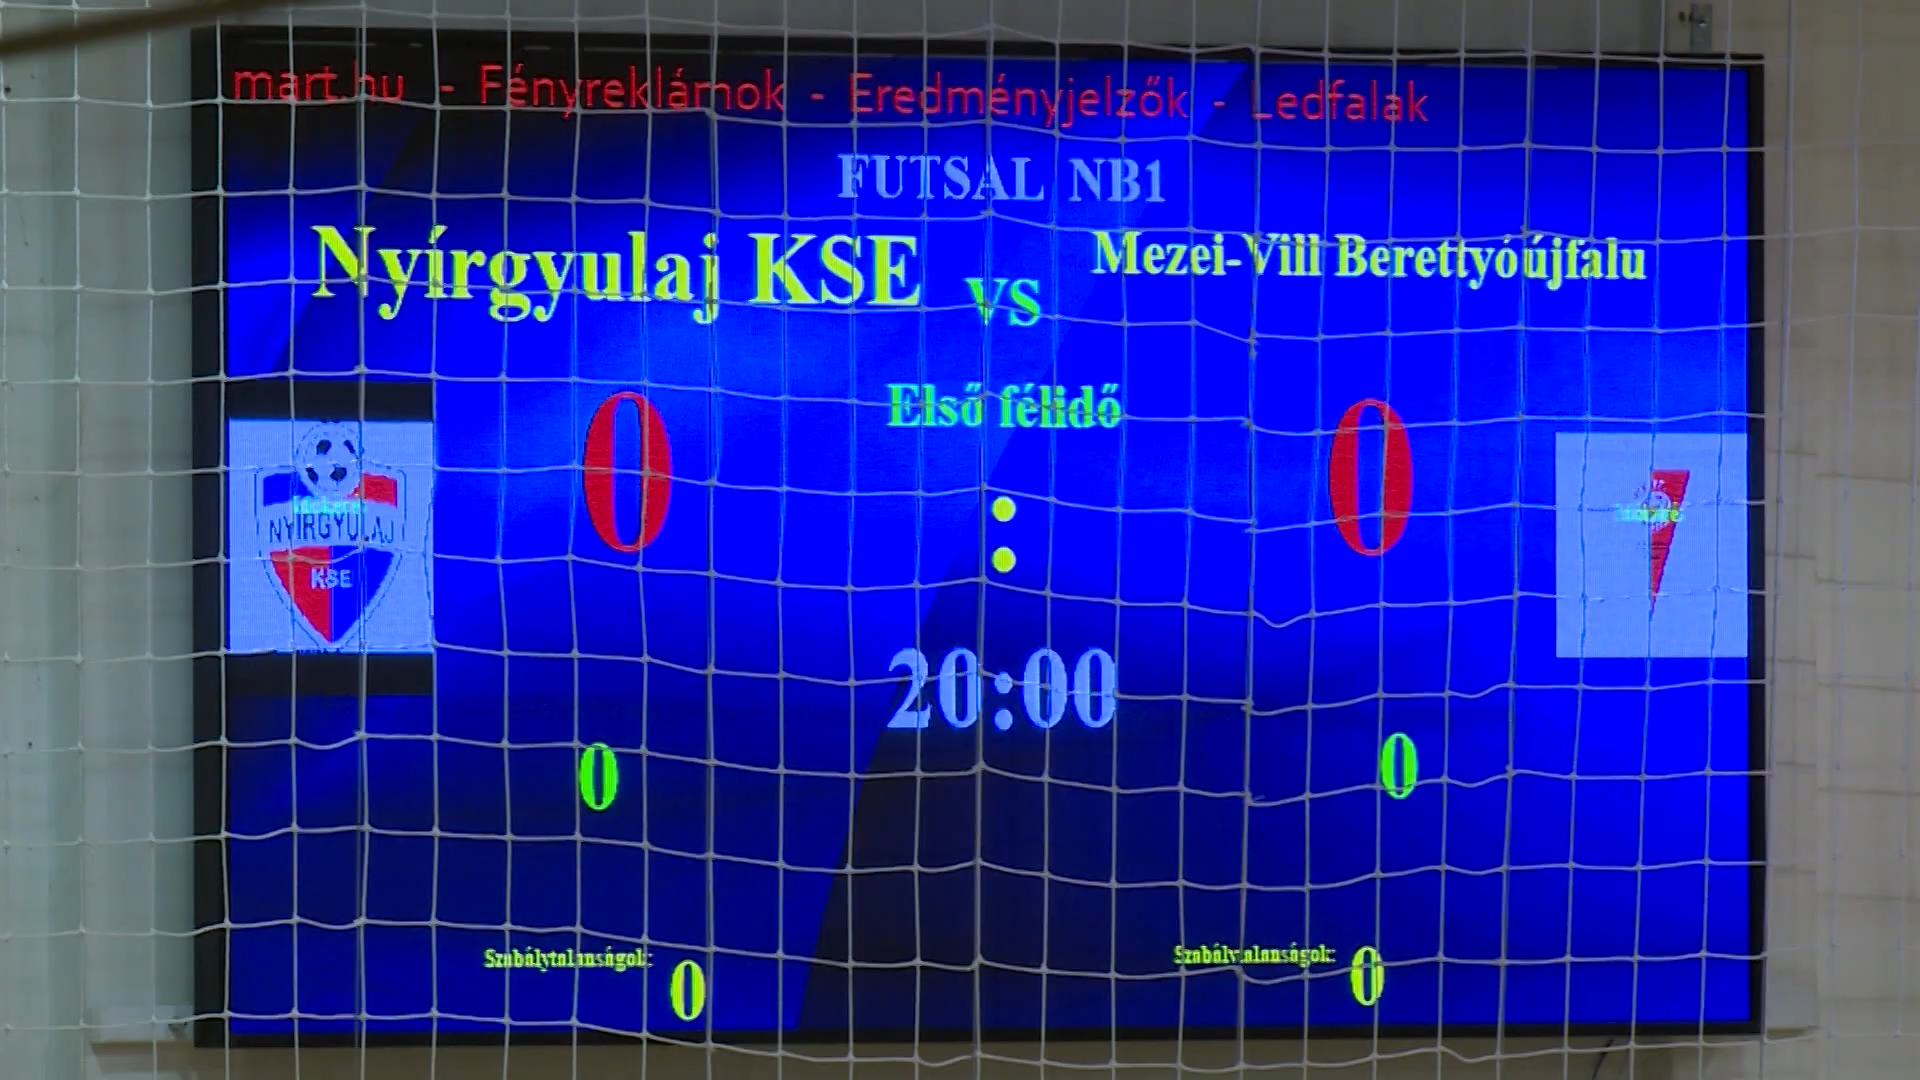 mart.hu - Fényreklámok - Eredményjelzők - Ledfalak
FUTSAL NB1
Nyírgyulaj KSE vs Mezei-Vill Berettyóújfalu
Első félidő
0 : 0
NYÍRGYULAJ
KSE
20:00
0 0
Szabálytalanságok: 0 Szabálytalanságok: 0